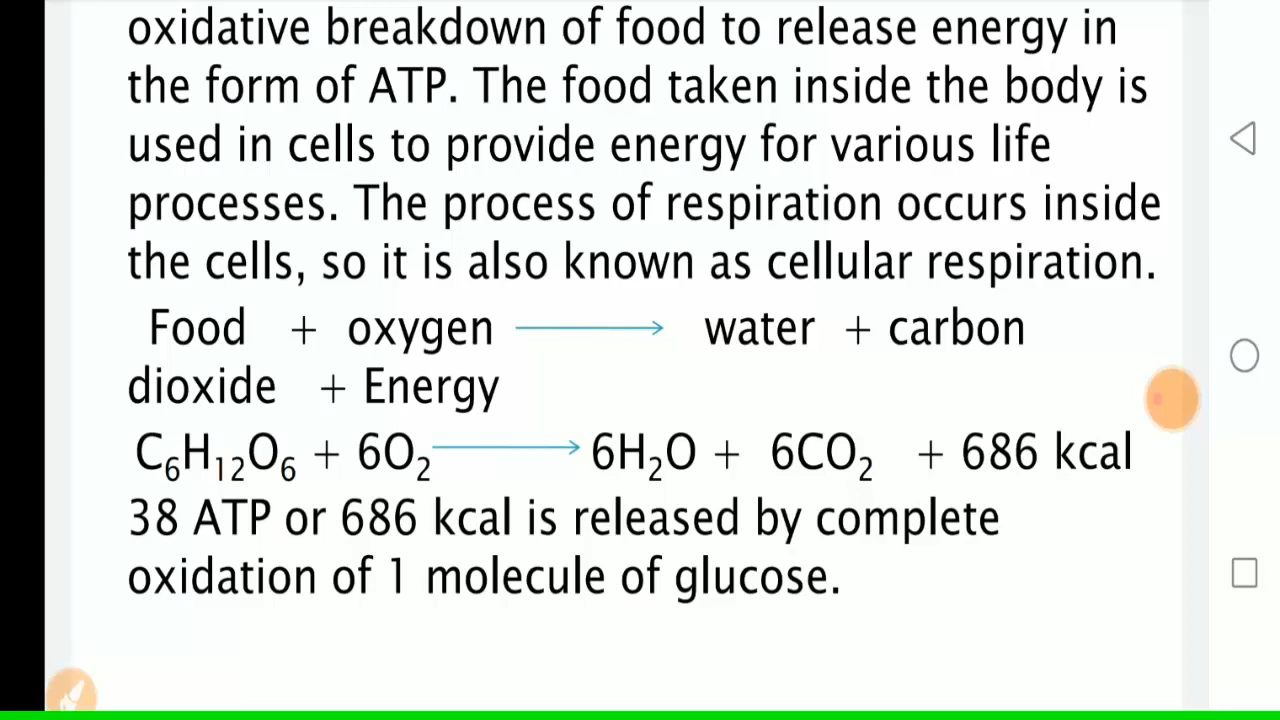 oxidative breakdown of food to release energy in
the form of ATP. The food taken inside the body is
used in cells to provide energy for various life
processes. The process of respiration occurs inside
the cells, so it is also known as cellular respiration.
Food + oxygen ⟶ water + carbon
dioxide + Energy
C₆H₁₂O₆ + 6O₂ ⟶ 6H₂O + 6CO₂ + 686 kcal
38 ATP or 686 kcal is released by complete
oxidation of 1 molecule of glucose.